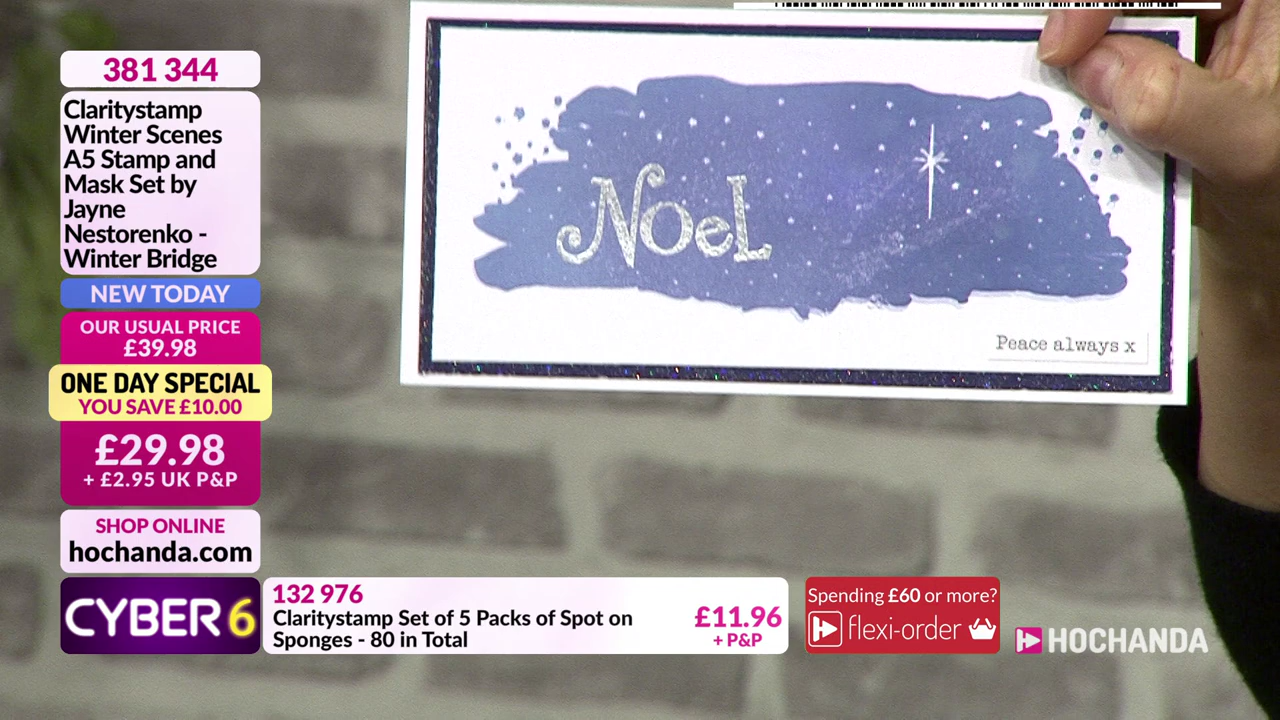 381 344
Claritystamp
Winter Scenes
A5 Stamp and
Mask Set by
Jayne
Nestorenko -
Winter Bridge
NEW TODAY
OUR USUAL PRICE
£39.98
ONE DAY SPECIAL
YOU SAVE £10.00
£29.98
+ £2.95 UK P&P
SHOP ONLINE
hochanda.com
CYBER 6
NoeL
Peace always x
132 976
Claritystamp Set of 5 Packs of Spot on
Sponges - 80 in Total
£11.96
+ P&P
Spending £60 or more?
flexi-order
HOCHANDA